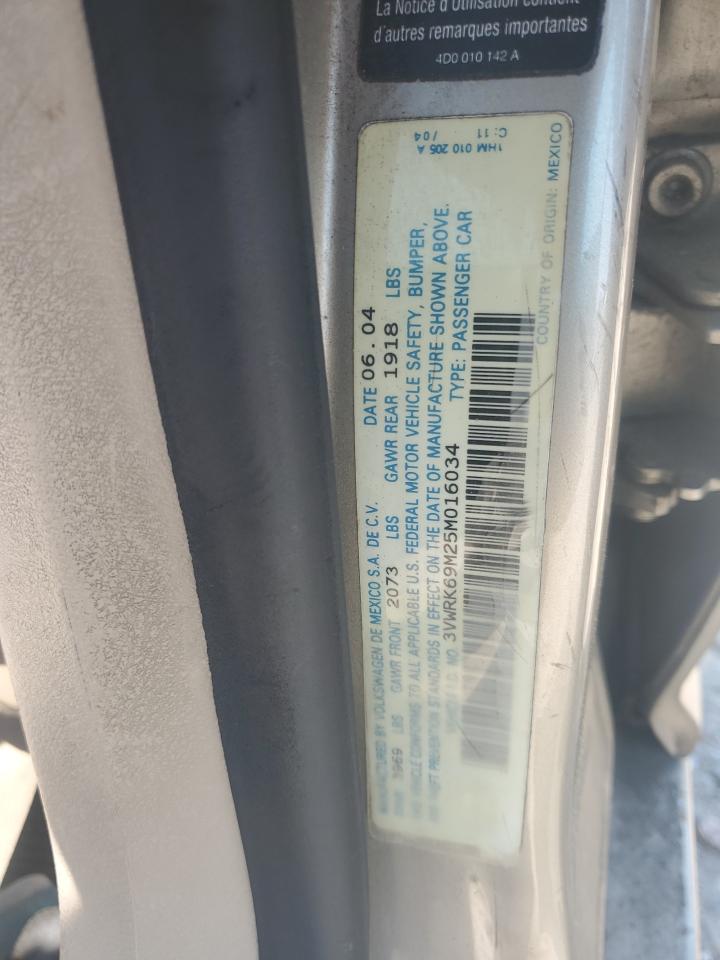 La Notice d'Utilisation contient
d'autres remarques importantes
4D0 010 142 A
1HM 010 205 A
C: 11 / 04
MANUFACTURED BY VOLKSWAGEN DE MEXICO S.A. DE C.V. DATE 06.04
3969 LBS GAWR FRONT 2073 LBS GAWR REAR 1918 LBS
THIS VEHICLE CONFORMS TO ALL APPLICABLE U.S. FEDERAL MOTOR VEHICLE SAFETY, BUMPER,
AND THEFT PREVENTION STANDARDS IN EFFECT ON THE DATE OF MANUFACTURE SHOWN ABOVE.
VEHICLE I.D. NO. 3VWRK69M25M016034 TYPE: PASSENGER CAR
COUNTRY OF ORIGIN: MEXICO